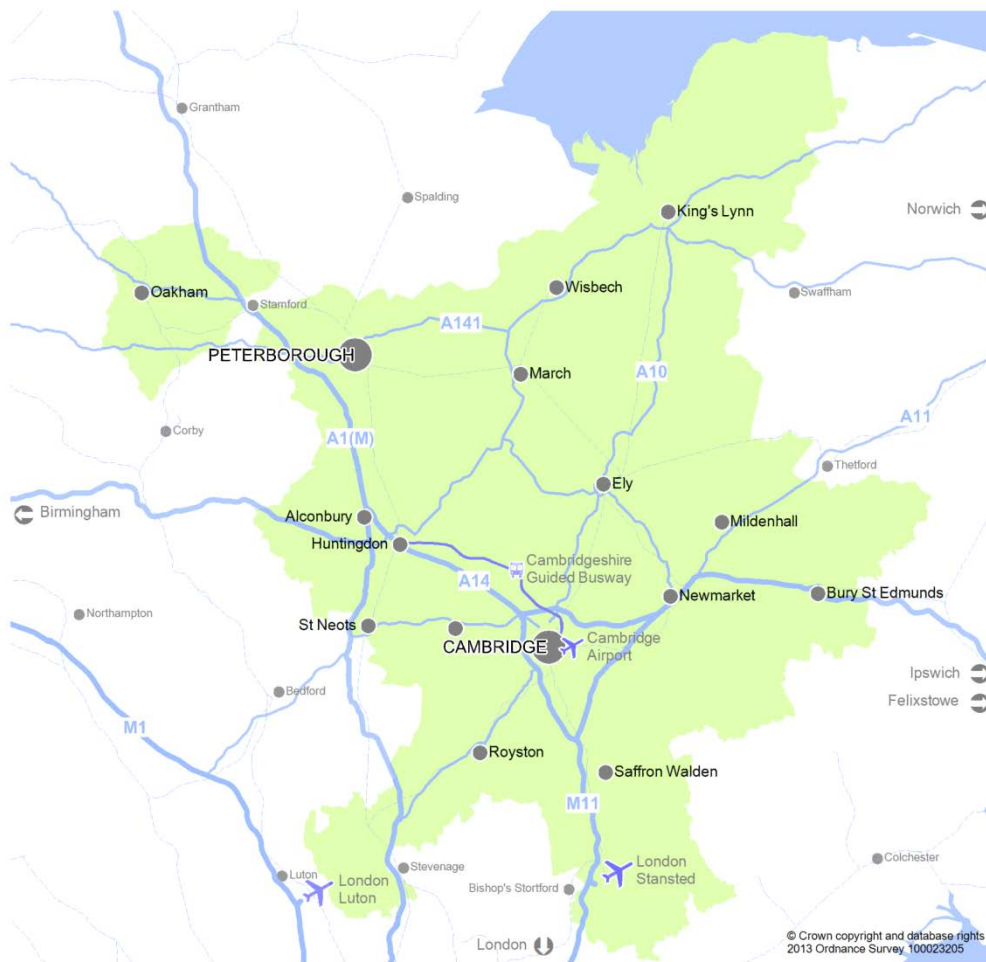 Grantham
Spalding
King's Lynn
Norwich
Oakham
Stamford
Wisbech
Swaffham
A141
PETERBOROUGH
March
A10
A11
Corby
A1(M)
Thetford
Ely
Birmingham
Alconbury
Mildenhall
Huntingdon
Cambridgeshire
Guided Busway
A14
Newmarket
Bury St Edmunds
Northampton
St Neots
CAMBRIDGE
Cambridge
Airport
Ipswich
Bedford
Felixstowe
M1
Royston
Saffron Walden
M11
Stevenage
Colchester
Luton
London
Luton
London
Stansted
Bishop's Stortford
London
© Crown copyright and database rights
2013 Ordnance Survey 100023205